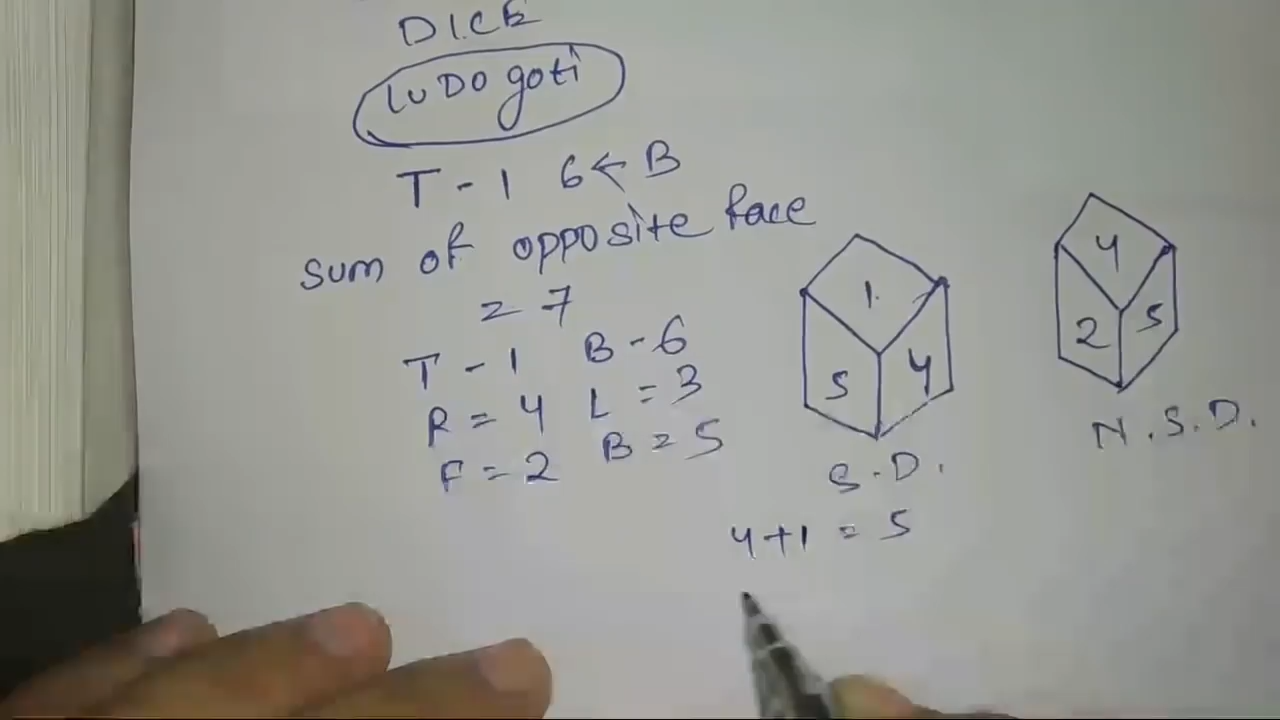 DICE
LUDO goti
T - 1 6 ← B
sum of opposite face
= 7
T - 1 B - 6
R = 4 L = 3
F = 2 B = 5
1
5 4
S.D.
4
2 5
N.S.D.
4+1 = 5